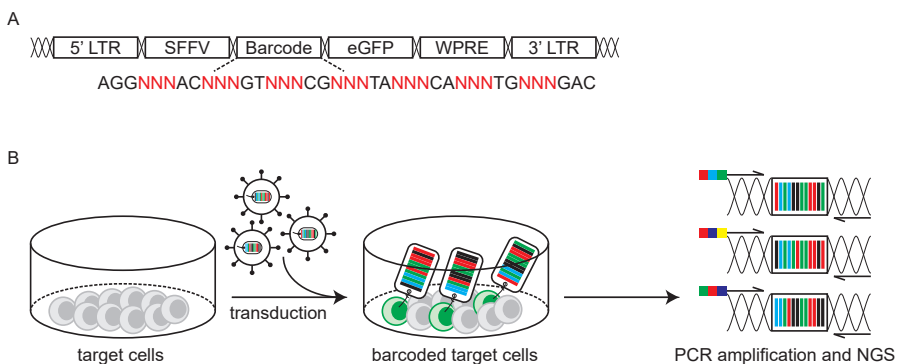 A
5' LTR SFFV Barcode eGFP WPRE 3' LTR
AGGNNNACNNNGTNNNCGNNNTANNNCANNNTGNNNGAC
B
transduction
target cells barcoded target cells PCR amplification and NGS